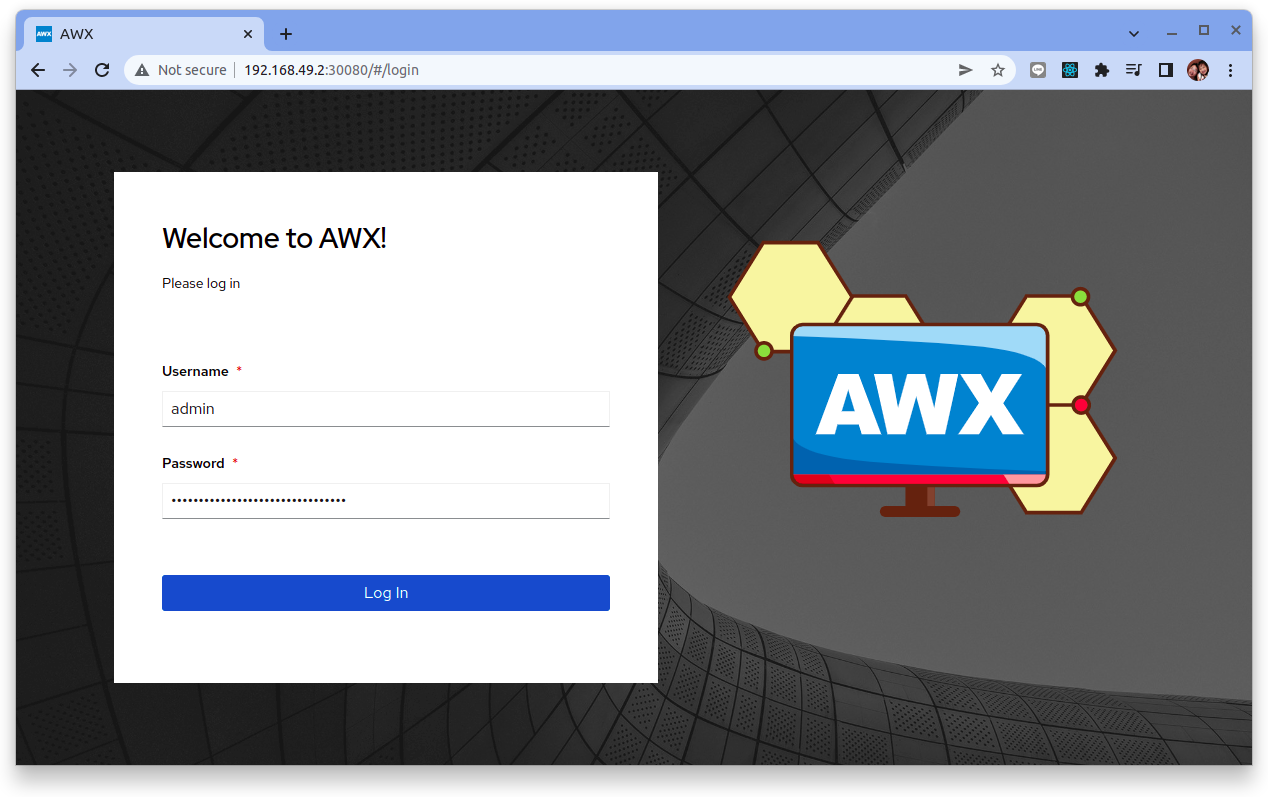 AWX
AWX
Not secure
192.168.49.2:30080/#/login
Welcome to AWX!
Please log in
Username *
admin
Password *
••••••••••••••••••••••••••••••••
Log In
AWX